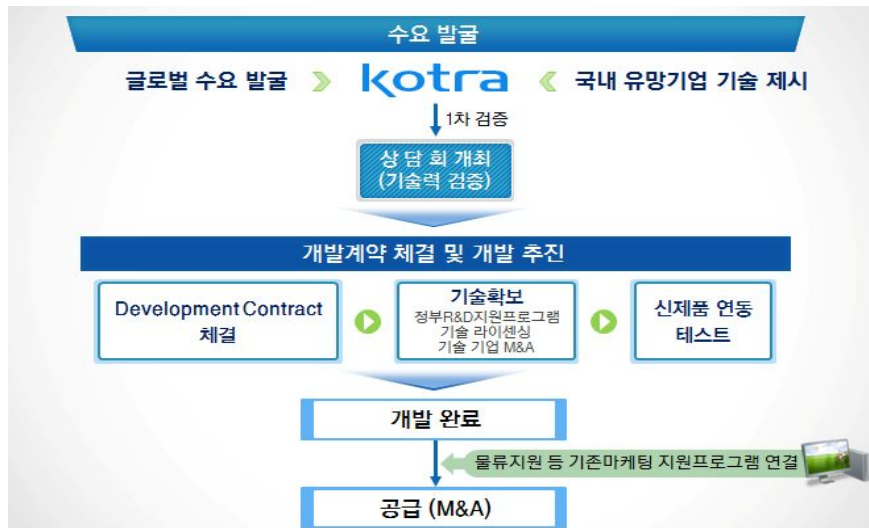 수요 발굴
글로벌 수요 발굴 kotra 국내 유망기업 기술 제시
1차 검증
상 담 회 개최
(기술력 검증)
개발계약 체결 및 개발 추진
Development Contract
체결
기술확보
정부R&D지원프로그램
기술 라이센싱
기술 기업 M&A
신제품 연동
테스트
개발 완료
물류지원 등 기존마케팅 지원프로그램 연결
공급 (M&A)